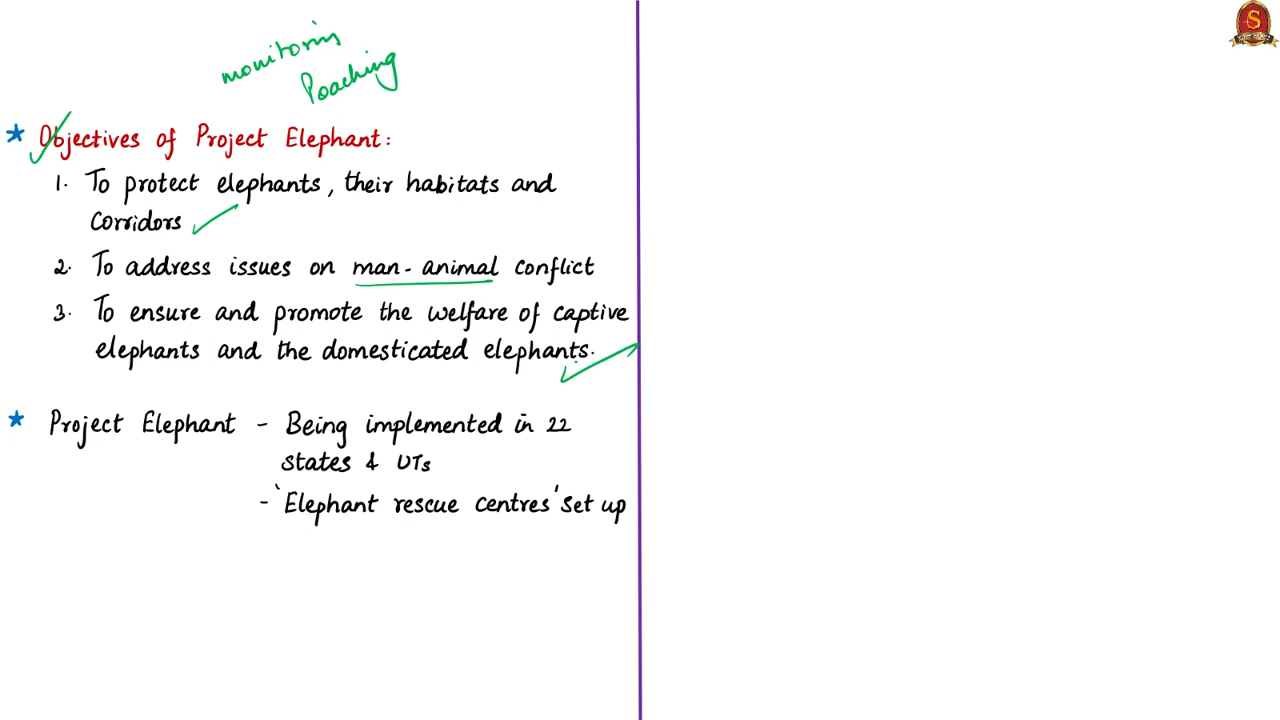 monitoring
Poaching
* Objectives of Project Elephant:
1. To protect elephants, their habitats and
corridors
2. To address issues on man-animal conflict
3. To ensure and promote the welfare of captive
elephants and the domesticated elephants.
* Project Elephant - Being implemented in 22
states & UTs
- 'Elephant rescue centres' set up
S